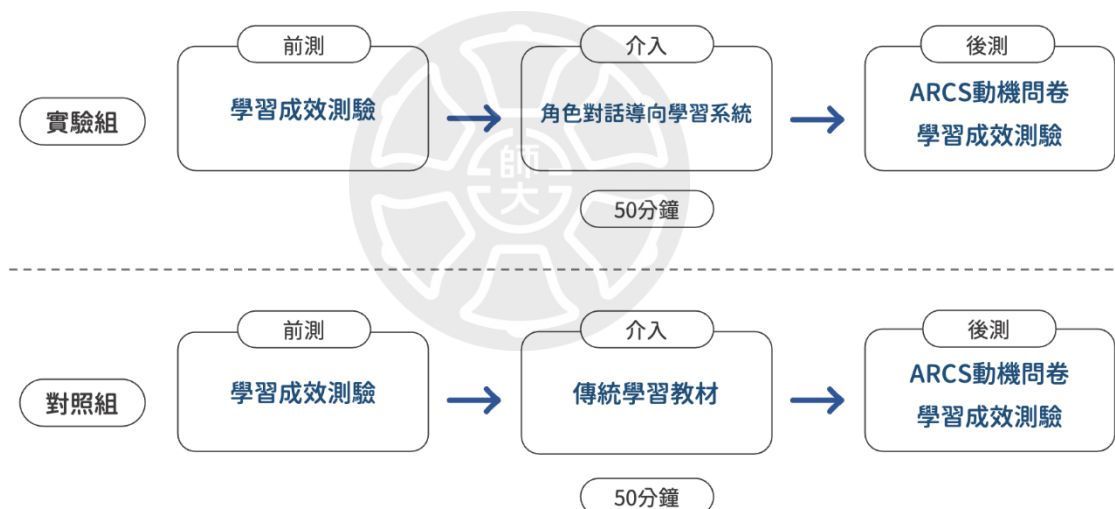 前測
介入
後測
實驗組
學習成效測驗
角色對話導向學習系統
ARCS動機問卷
學習成效測驗
師大
50分鐘
前測
介入
後測
對照組
學習成效測驗
傳統學習教材
ARCS動機問卷
學習成效測驗
50分鐘